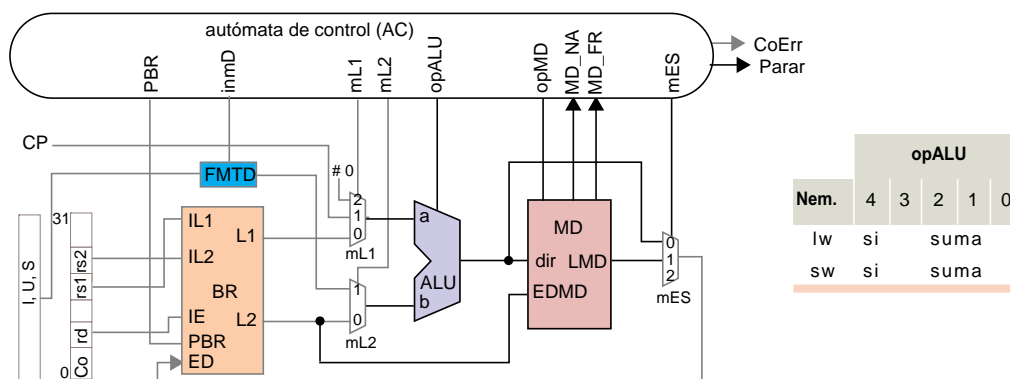 autómata de control (AC)
CoErr
Parar
PBR
inmD
mL1
mL2
opALU
opMD
MD_NA
MD_FR
mES
CP
# 0
FMTD
2
1
0
mL1
31
I, U, S
rs2
rs1
rd
Co
0
IL1
IL2
L1
BR
IE
L2
PBR
ED
1
0
mL2
a
ALU
b
MD
dir LMD
EDMD
0
1
2
mES
opALU
Nem. 4 3 2 1 0
lw si suma
sw si suma